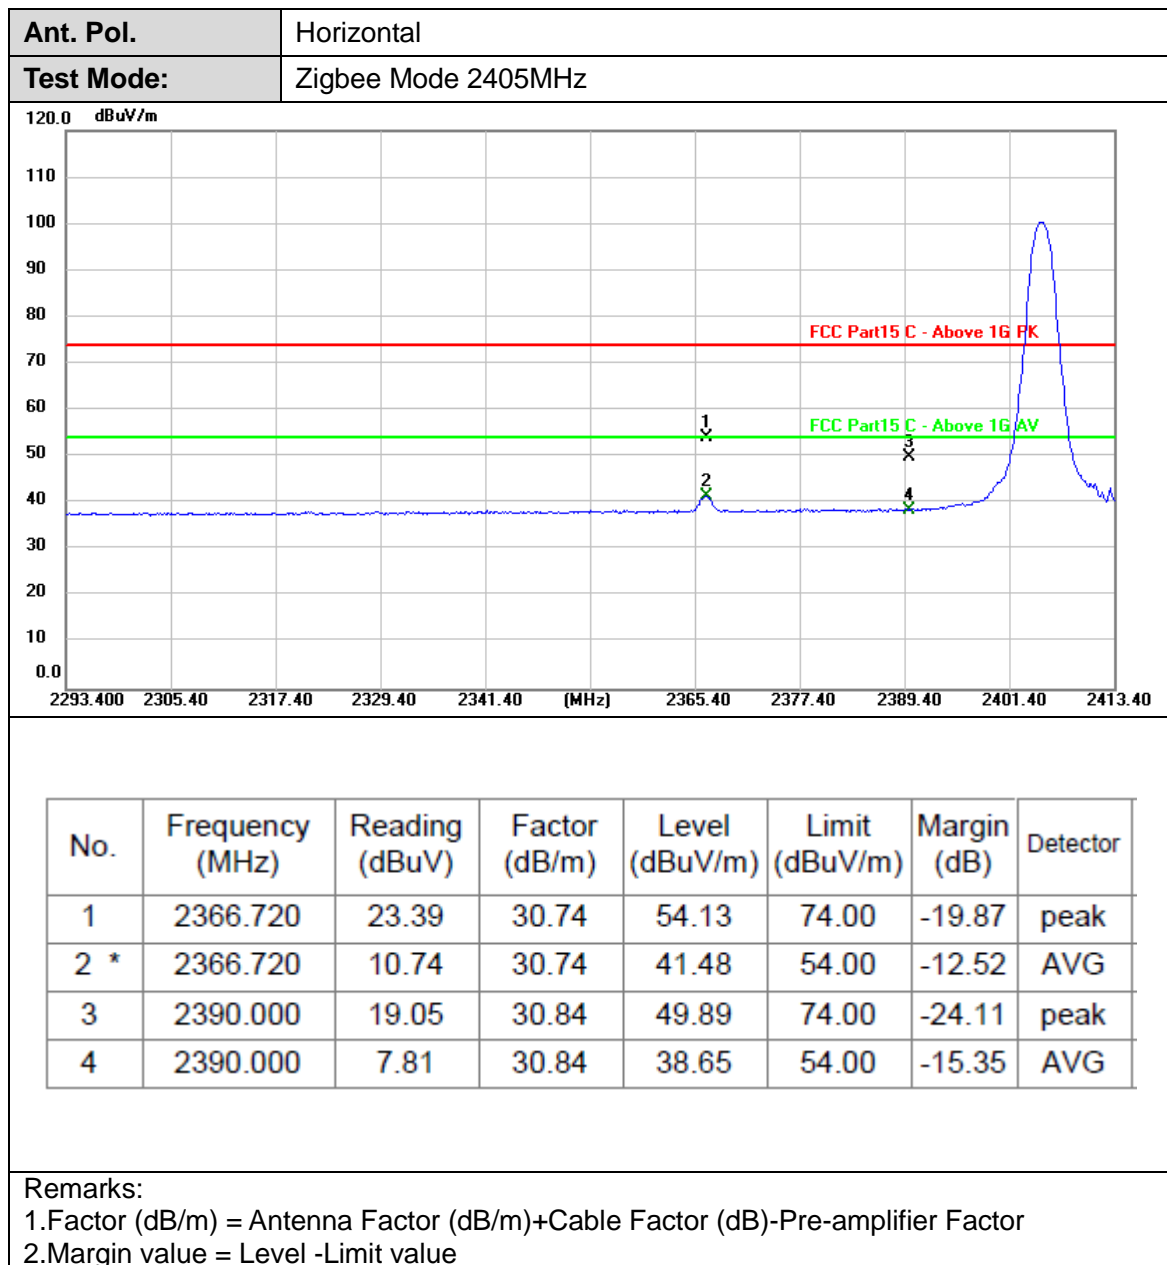 Ant. Pol. Horizontal
Test Mode: Zigbee Mode 2405MHz
120.0 dBuV/m
110
100
90
80
FCC Part15 C - Above 1G PK
70
60
1
FCC Part15 C - Above 1G AV
3
50
2
4
40
30
20
10
0.0
2293.400 2305.40 2317.40 2329.40 2341.40 (MHz) 2365.40 2377.40 2389.40 2401.40 2413.40
No. Frequency (MHz) Reading (dBuV) Factor (dB/m) Level (dBuV/m) Limit (dBuV/m) Margin (dB) Detector
1 2366.720 23.39 30.74 54.13 74.00 -19.87 peak
2 * 2366.720 10.74 30.74 41.48 54.00 -12.52 AVG
3 2390.000 19.05 30.84 49.89 74.00 -24.11 peak
4 2390.000 7.81 30.84 38.65 54.00 -15.35 AVG
Remarks:
1.Factor (dB/m) = Antenna Factor (dB/m)+Cable Factor (dB)-Pre-amplifier Factor
2.Margin value = Level -Limit value